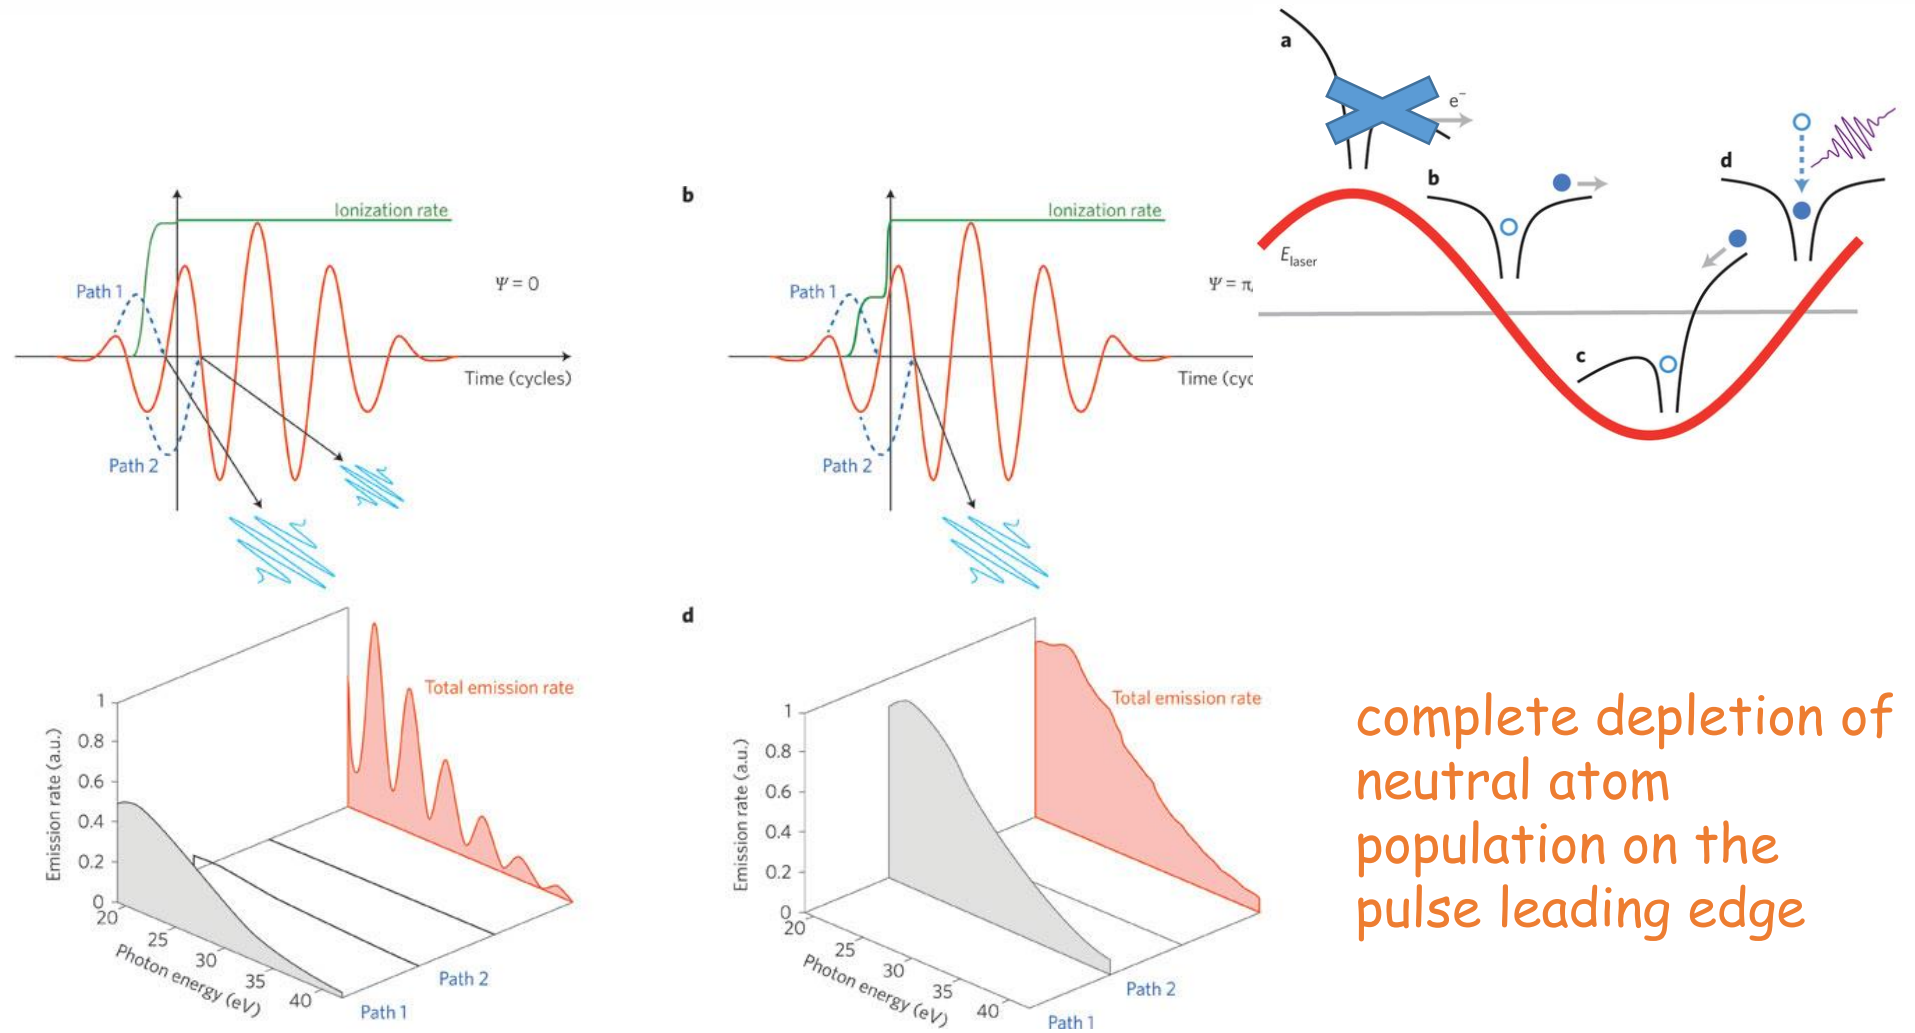 Ionization rate
Ψ = 0
Path 1
Time (cycles)
Path 2
b
Ionization rate
Ψ = π
Path 1
Time (cyc
Path 2
a
e⁻
b
d
E laser
c
1
0.8
0.6
0.4
0.2
0
Emission rate (a.u.)
20
25
30
35
40
Photon energy (eV)
Path 1
Path 2
Total emission rate
d
1
0.8
0.6
0.4
0.2
0
Emission rate (a.u.)
20
25
30
35
40
Photon energy (eV)
Path 1
Path 2
Total emission rate
complete depletion of
neutral atom
population on the
pulse leading edge